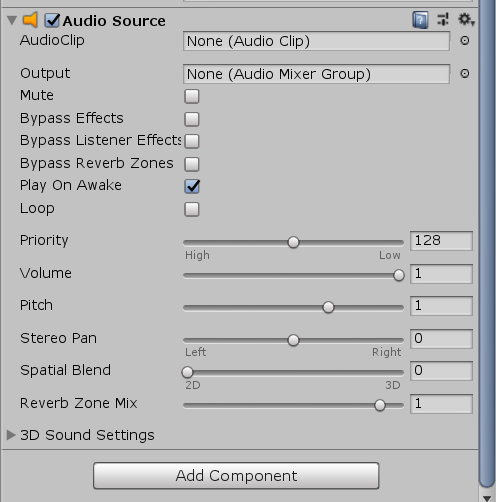 Audio Source
AudioClip None (Audio Clip)
Output None (Audio Mixer Group)
Mute
Bypass Effects
Bypass Listener Effects
Bypass Reverb Zones
Play On Awake
Loop
Priority 128
High Low
Volume 1
Pitch 1
Stereo Pan 0
Left Right
Spatial Blend 0
2D 3D
Reverb Zone Mix 1
3D Sound Settings
Add Component